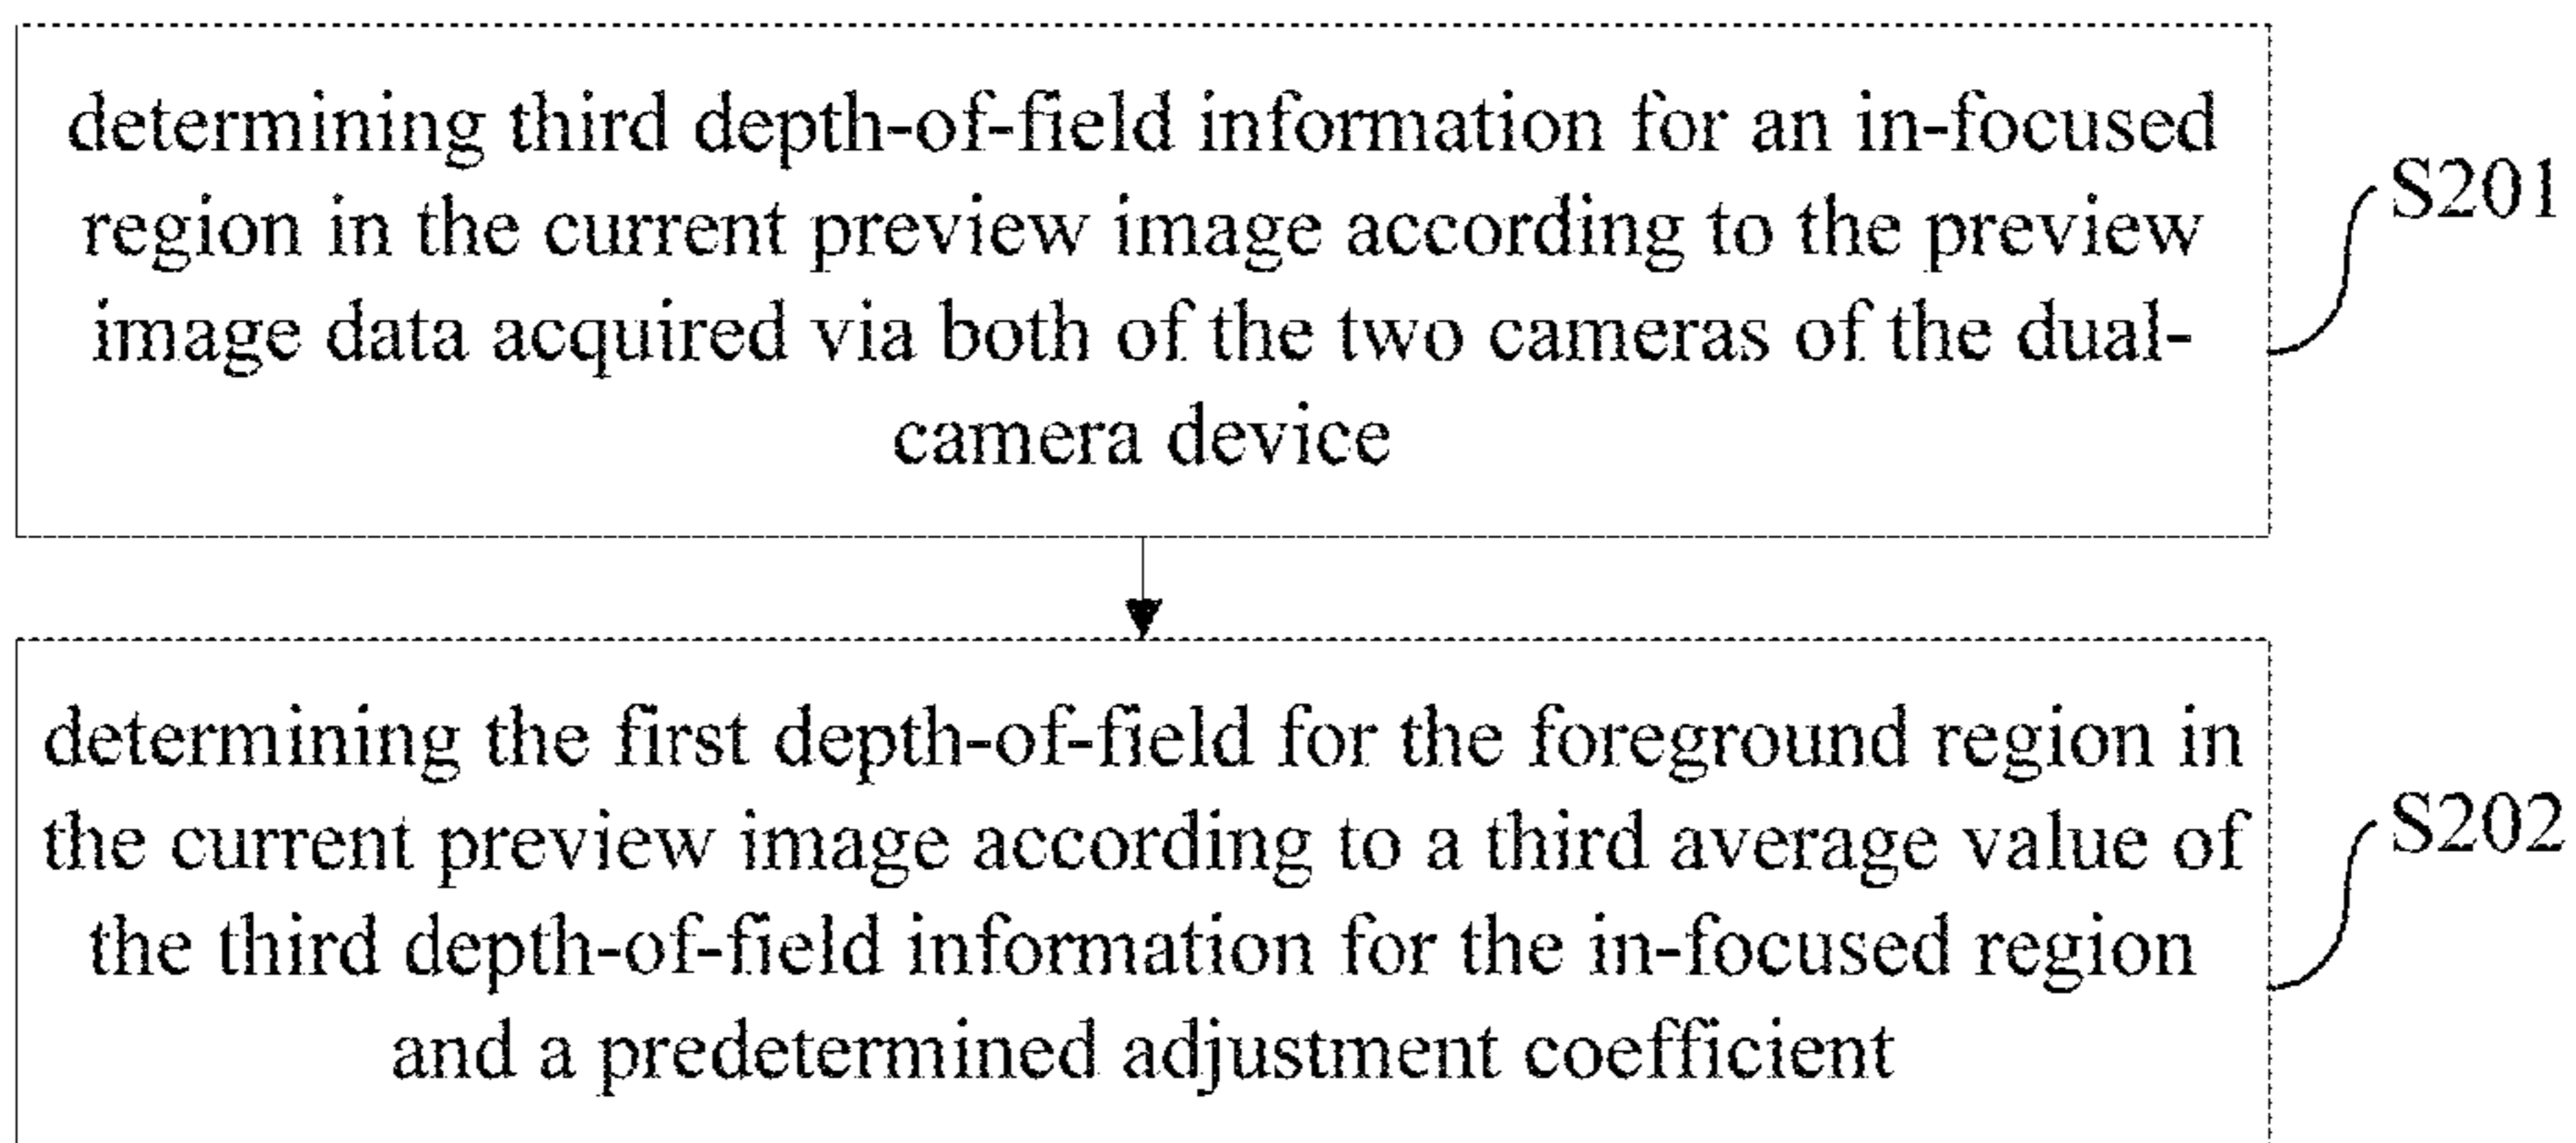 determining third depth-of-field information for an in-focused
region in the current preview image according to the preview
image data acquired via both of the two cameras of the dual-
camera device
S201
determining the first depth-of-field for the foreground region in
the current preview image according to a third average value of
the third depth-of-field information for the in-focused region
and a predetermined adjustment coefficient
S202